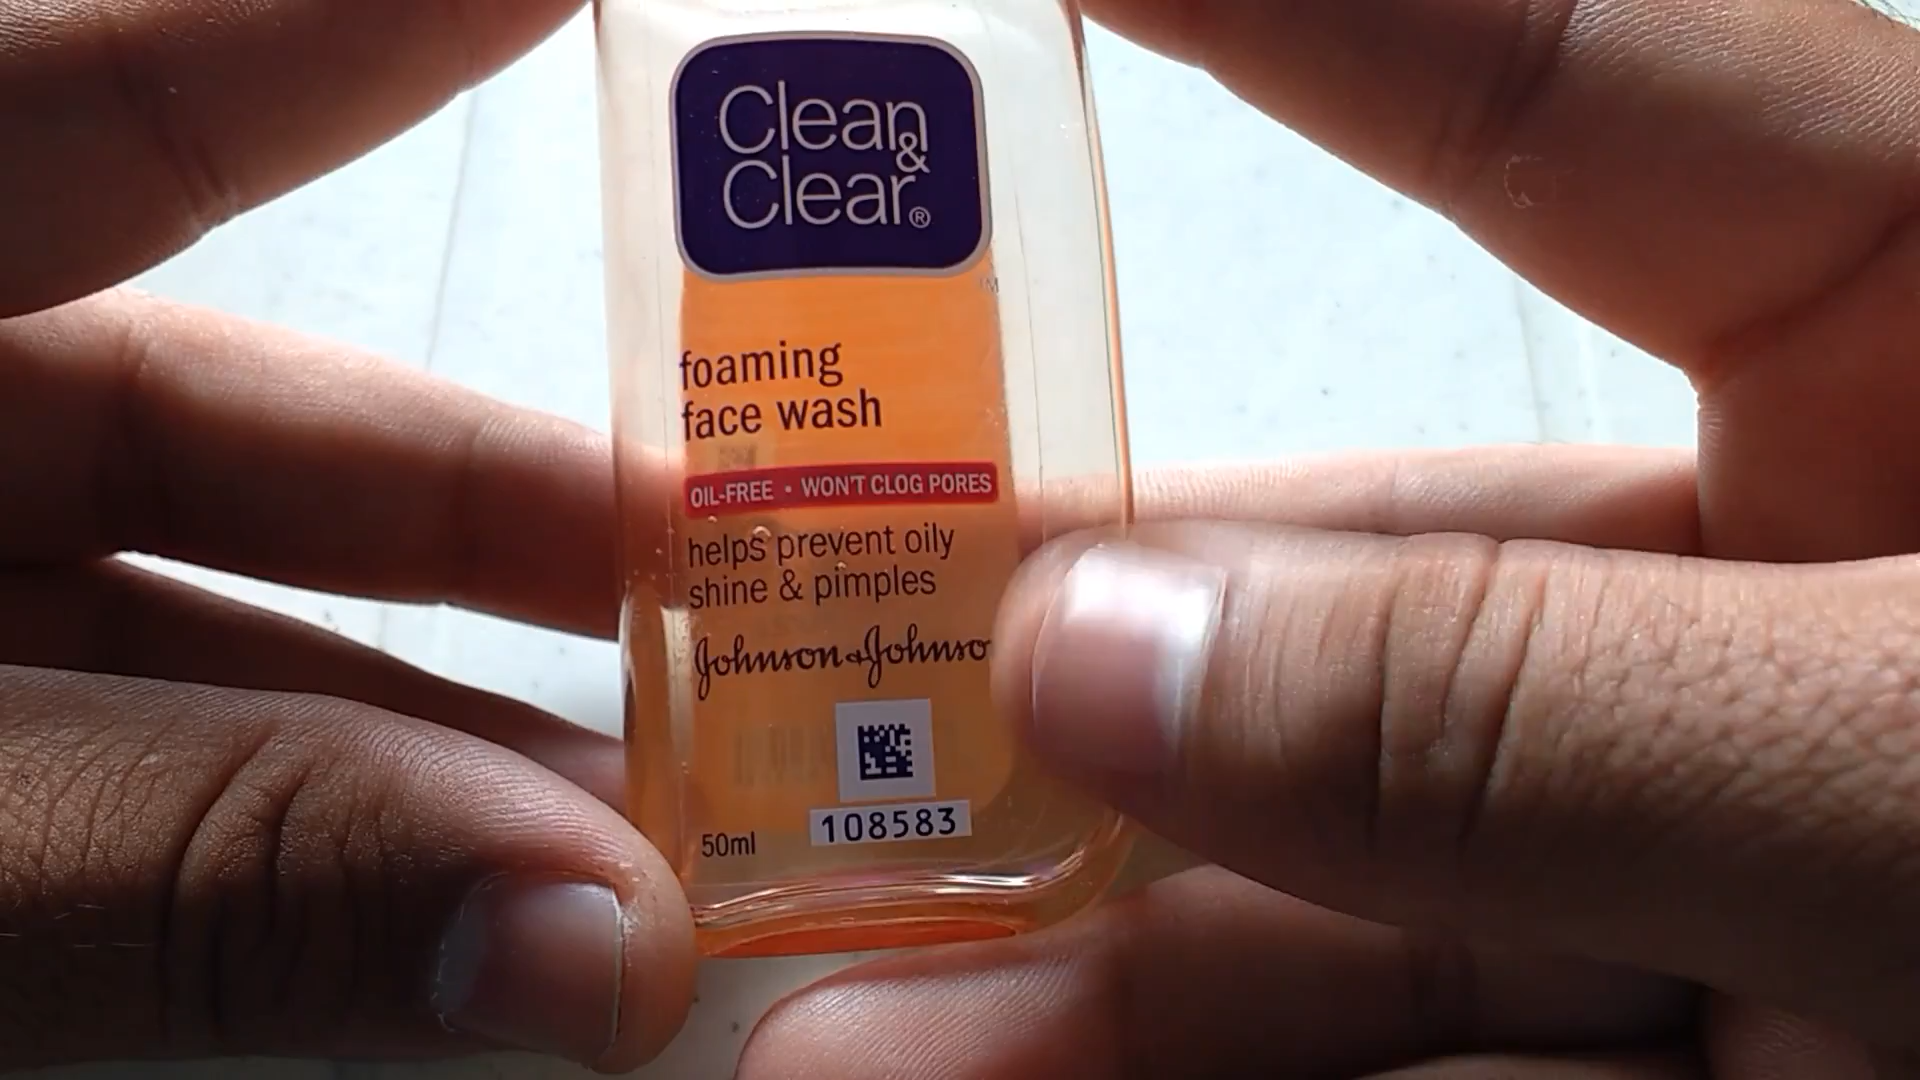 Clean
&
Clear®
TM
foaming
face wash
OIL-FREE • WON'T CLOG PORES
helps prevent oily
shine & pimples
Johnson & Johnso
108583
50ml